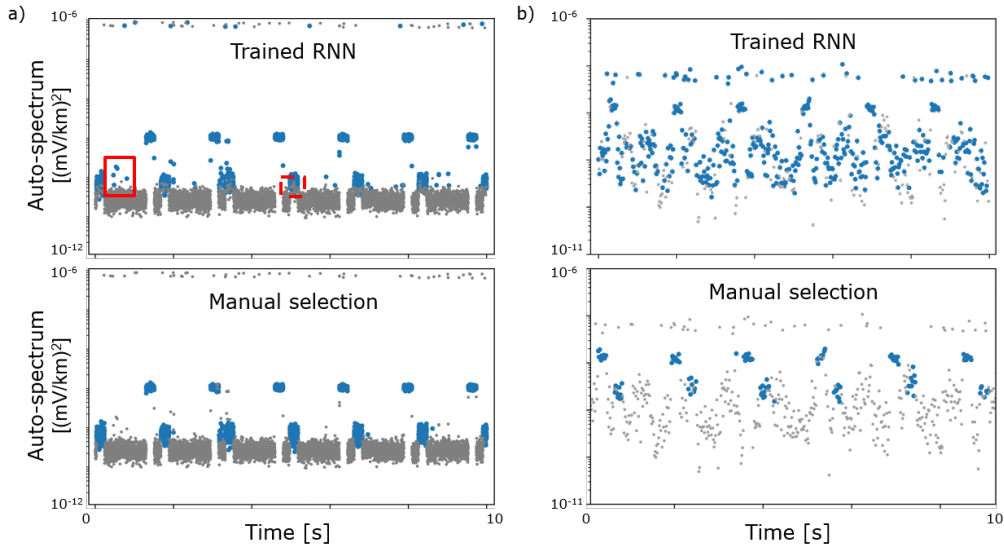 a)
10-6
Trained RNN
Auto-spectrum
[(mV/km)2]
10-12
10-6
Manual selection
Auto-spectrum
[(mV/km)2]
10-12
0
10
Time [s]
b)
10-6
Trained RNN
10-11
10-6
Manual selection
10-11
0
10
Time [s]